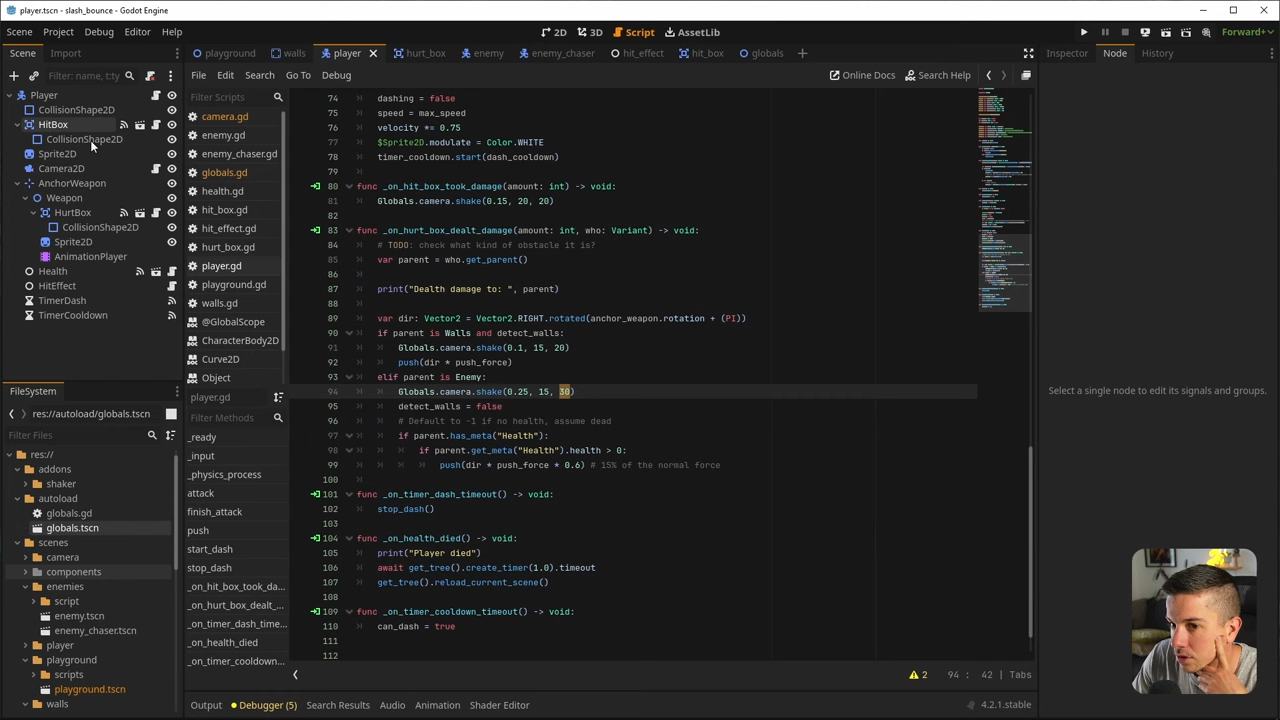 player.tscn - slash_bounce - Godot Engine
Scene Project Debug Editor Help
2D 3D Script AssetLib
Forward+
Scene Import
playground walls player hurt_box enemy enemy_chaser hit_effect hit_box globals
Inspector Node History
Filter: name, t:ty
File Edit Search Go To Debug
Online Docs Search Help
Player
CollisionShape2D
HitBox
CollisionShape2D
Sprite2D
Camera2D
AnchorWeapon
Weapon
HurtBox
CollisionShape2D
Sprite2D
AnimationPlayer
Health
HitEffect
TimerDash
TimerCooldown
FileSystem
res://autoload/globals.tscn
Filter Files
res://
addons
shaker
autoload
globals.gd
globals.tscn
scenes
camera
components
enemies
script
enemy.tscn
enemy_chaser.tscn
player
playground
scripts
playground.tscn
walls
Filter Scripts
camera.gd
enemy.gd
enemy_chaser.gd
globals.gd
health.gd
hit_box.gd
hit_effect.gd
hurt_box.gd
player.gd
playground.gd
walls.gd
@GlobalScope
CharacterBody2D
Curve2D
Object
player.gd
Filter Methods
_ready
_input
_physics_process
attack
finish_attack
push
start_dash
stop_dash
_on_hit_box_took_da...
_on_hurt_box_dealt_...
_on_timer_dash_time...
_on_health_died
_on_timer_cooldown...
74 dashing = false
75 speed = max_speed
76 velocity *= 0.75
77 $Sprite2D.modulate = Color.WHITE
78 timer_cooldown.start(dash_cooldown)
79
80 func _on_hit_box_took_damage(amount: int) -> void:
81 Globals.camera.shake(0.15, 20, 20)
82
83 func _on_hurt_box_dealt_damage(amount: int, who: Variant) -> void:
84 # TODO: check what kind of obstacle it is?
85 var parent = who.get_parent()
86
87 print("Dealth damage to: ", parent)
88
89 var dir: Vector2 = Vector2.RIGHT.rotated(anchor_weapon.rotation + (PI))
90 if parent is Walls and detect_walls:
91 Globals.camera.shake(0.1, 15, 20)
92 push(dir * push_force)
93 elif parent is Enemy:
94 Globals.camera.shake(0.25, 15, 30)
95 detect_walls = false
96 # Default to -1 if no health, assume dead
97 if parent.has_meta("Health"):
98 if parent.get_meta("Health").health > 0:
99 push(dir * push_force * 0.6) # 15% of the normal force
100
101 func _on_timer_dash_timeout() -> void:
102 stop_dash()
103
104 func _on_health_died() -> void:
105 print("Player died")
106 await get_tree().create_timer(1.0).timeout
107 get_tree().reload_current_scene()
108
109 func _on_timer_cooldown_timeout() -> void:
110 can_dash = true
111
112
2 94 : 42 | Tabs
Select a single node to edit its signals and groups.
Output Debugger (5) Search Results Audio Animation Shader Editor
4.2.1.stable